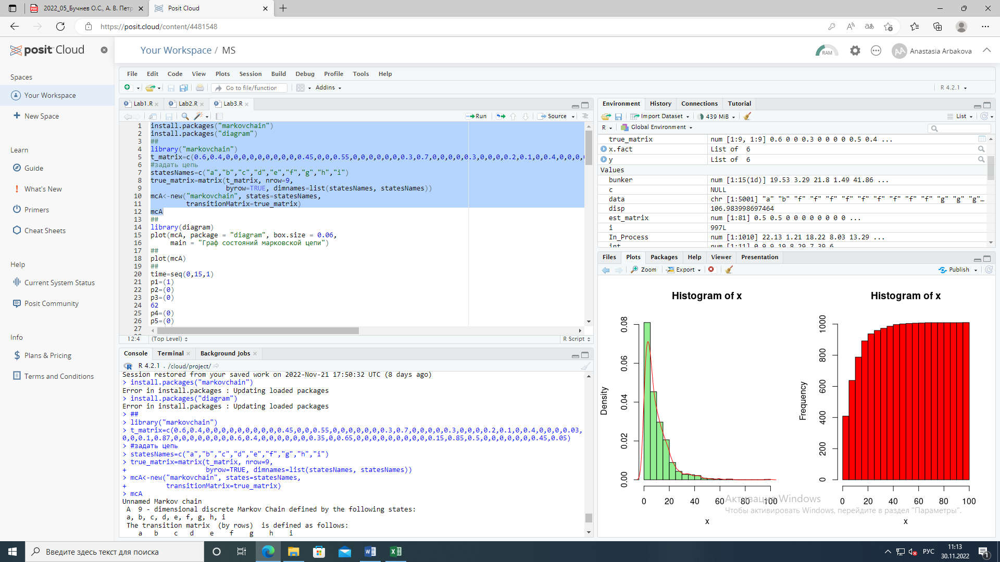 2022_05_Бучнев О.С., А. В. Петр
Posit Cloud
https://posit.cloud/content/4481548
posit Cloud
Your Workspace / MS
RAM
AA
Anastasia Arbakova
Spaces
Your Workspace
New Space
Learn
Guide
What's New
Primers
Cheat Sheets
Help
Current System Status
Posit Community
Info
Plans & Pricing
Terms and Conditions
File Edit Code View Plots Session Build Debug Profile Tools Help
Go to file/function
Addins
R 4.2.1
Lab1.R
Lab2.R
Lab3.R
Run
Source
1 install.packages("markovchain")
2 install.packages("diagram")
3 ##
4 library("markovchain")
5 t_matrix=c(0.6,0.4,0,0,0,0,0,0,0,0,0.45,0,0,0.55,0,0,0,0,0,0,0.3,0.7,0,0,0,0,0.3,0,0,0,0.2,0.1,0,0.4,0,0,0,
6 #задать цепь
7 statesNames=c("a","b","c","d","e","f","g","h","i")
8 true_matrix=matrix(t_matrix, nrow=9,
9 byrow=TRUE, dimnames=list(statesNames, statesNames))
10 mcA<-new("markovchain", states=statesNames,
11 transitionMatrix=true_matrix)
12 mcA
13 ##
14 library(diagram)
15 plot(mcA, package = "diagram", box.size = 0.06,
16 main = "Граф состояний марковской цепи")
17 ##
18 plot(mcA)
19 ##
20 time=seq(0,15,1)
21 p1=(1)
22 p2=(0)
23 p3=(0)
24 62
25 p4=(0)
26 p5=(0)
27
12:4 (Top Level) R Script
Console Terminal Background Jobs
R 4.2.1 . /cloud/project/
Session restored from your saved work on 2022-Nov-21 17:50:32 UTC (8 days ago)
> install.packages("markovchain")
Error in install.packages : Updating loaded packages
> install.packages("diagram")
Error in install.packages : Updating loaded packages
> ##
> library("markovchain")
> t_matrix=c(0.6,0.4,0,0,0,0,0,0,0,0,0.45,0,0,0.55,0,0,0,0,0,0,0.3,0.7,0,0,0,0,0.3,0,0,0,0.2,0.1,0,0.4,0,0,0,0.03,
0,0,0.1,0.87,0,0,0,0,0,0,0,0.6,0.4,0,0,0,0,0,0.35,0,0.65,0,0,0,0,0,0,0,0,0.15,0.85,0.5,0,0,0,0,0,0,0.45,0.05)
> #задать цепь
> statesNames=c("a","b","c","d","e","f","g","h","i")
> true_matrix=matrix(t_matrix, nrow=9,
+ byrow=TRUE, dimnames=list(statesNames, statesNames))
> mcA<-new("markovchain", states=statesNames,
+ transitionMatrix=true_matrix)
> mcA
Unnamed Markov chain
A 9 - dimensional discrete Markov Chain defined by the following states:
a, b, c, d, e, f, g, h, i
The transition matrix (by rows) is defined as follows:
a b c d e f g h i
Environment History Connections Tutorial
Import Dataset
439 MiB
List
R
Global Environment
true_matrix num [1:9, 1:9] 0.6 0 0 0.3 0 0 0 0 0.5 0.4 ...
x.fact List of 6
y List of 6
Values
bunker num [1:15(1d)] 19.53 3.29 21.8 1.49 41.86 ...
c NULL
data chr [1:5001] "a" "b" "f" "f" "f" "f" "f" "f" "f" "f" "f" "g" "g" "g"…
disp 106.983998697464
est_matrix num [1:81] 0.5 0.5 0 0 0 0 0 0 0 0 ...
i 997L
In_Process num [1:1010] 22.13 1.21 18.22 8.03 13.29 ...
int num [1:11] 0 9.9 19.8 29.7 39.6
Files Plots Packages Help Viewer Presentation
Zoom
Export
Publish
Histogram of x
Density
0.00 0.02 0.04 0.06 0.08
0 20 40 60 80 100
x
Histogram of x
Frequency
0 200 400 600 800 1000
0 20 40 60 80 100
x
Активация Windows
Чтобы активировать Windows, перейдите в раздел "Параметры".
Введите здесь текст для поиска
РУС
11:13
30.11.2022
1